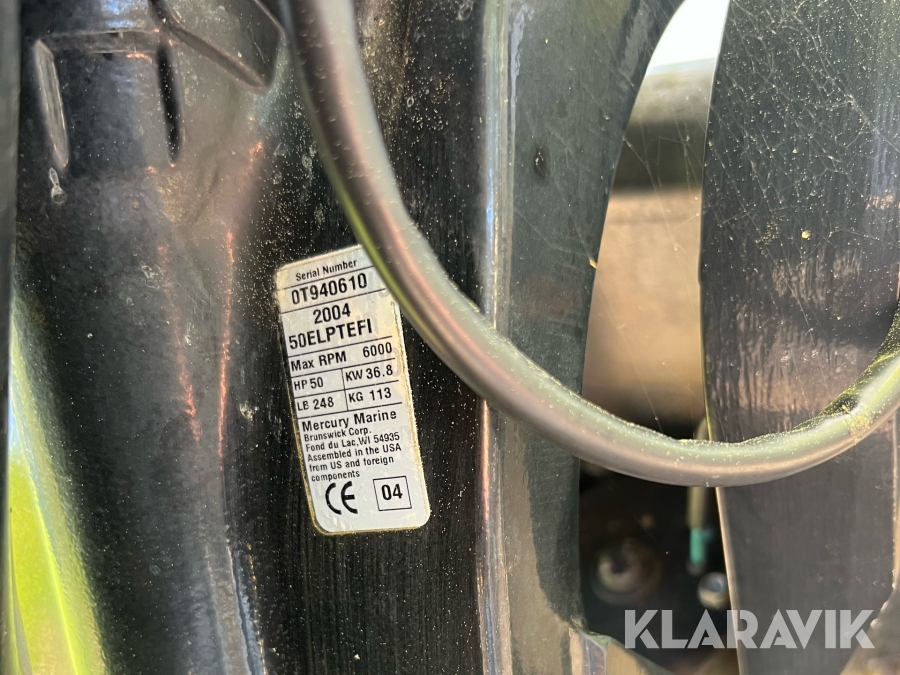 Serial Number
0T940610
2004
50ELPTEFI
Max RPM 6000
HP 50 KW 36.8
LB 248 KG 113
Mercury Marine
Brunswick Corp.
Fond du Lac,WI 54935
Assembled in the USA
from US and foreign
components
CE 04
KLARAVIK